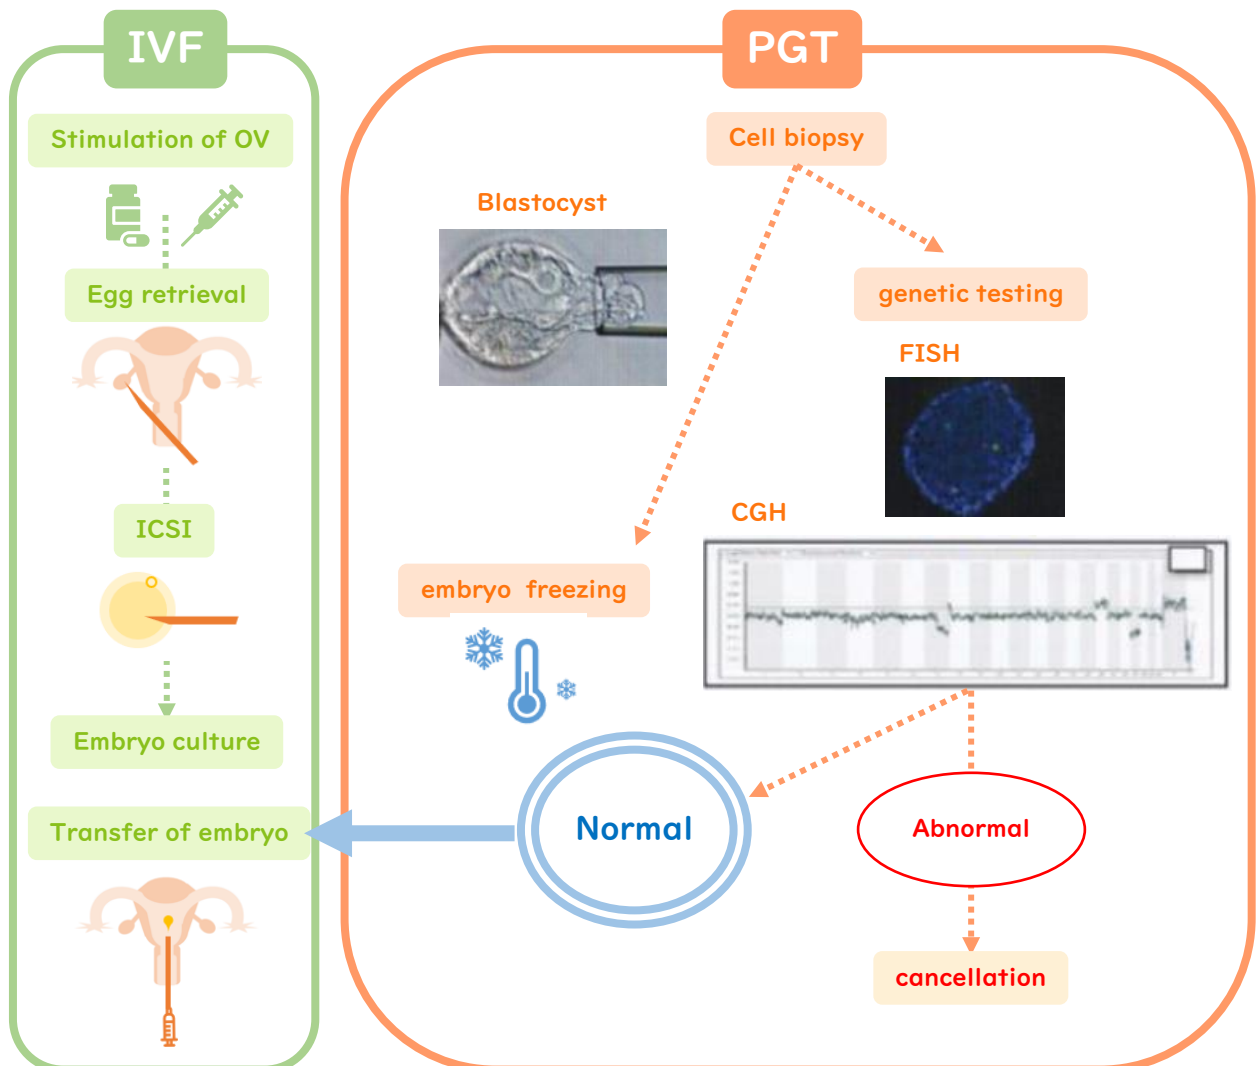 IVF
Stimulation of OV
Egg retrieval
ICSI
Embryo culture
Transfer of embryo
PGT
Cell biopsy
Blastocyst
genetic testing
FISH
CGH
embryo freezing
Normal
Abnormal
cancellation